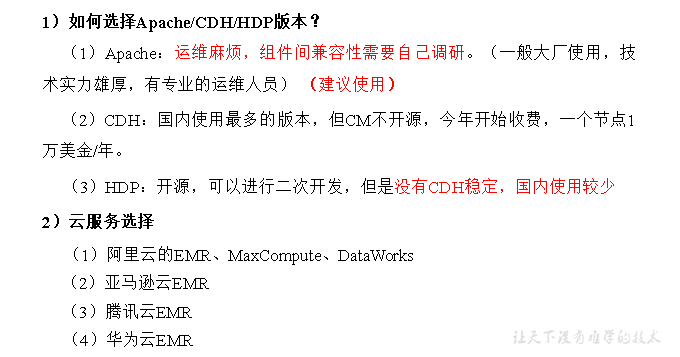 1）如何选择Apache/CDH/HDP版本？
（1）Apache：运维麻烦，组件间兼容性需要自己调研。（一般大厂使用，技
术实力雄厚，有专业的运维人员）（建议使用）
（2）CDH：国内使用最多的版本，但CM不开源，今年开始收费，一个节点1
万美金/年。
（3）HDP：开源，可以进行二次开发，但是没有CDH稳定，国内使用较少
2）云服务选择
（1）阿里云的EMR、MaxCompute、DataWorks
（2）亚马逊云EMR
（3）腾讯云EMR
（4）华为云EMR
让天下没有难学的技术